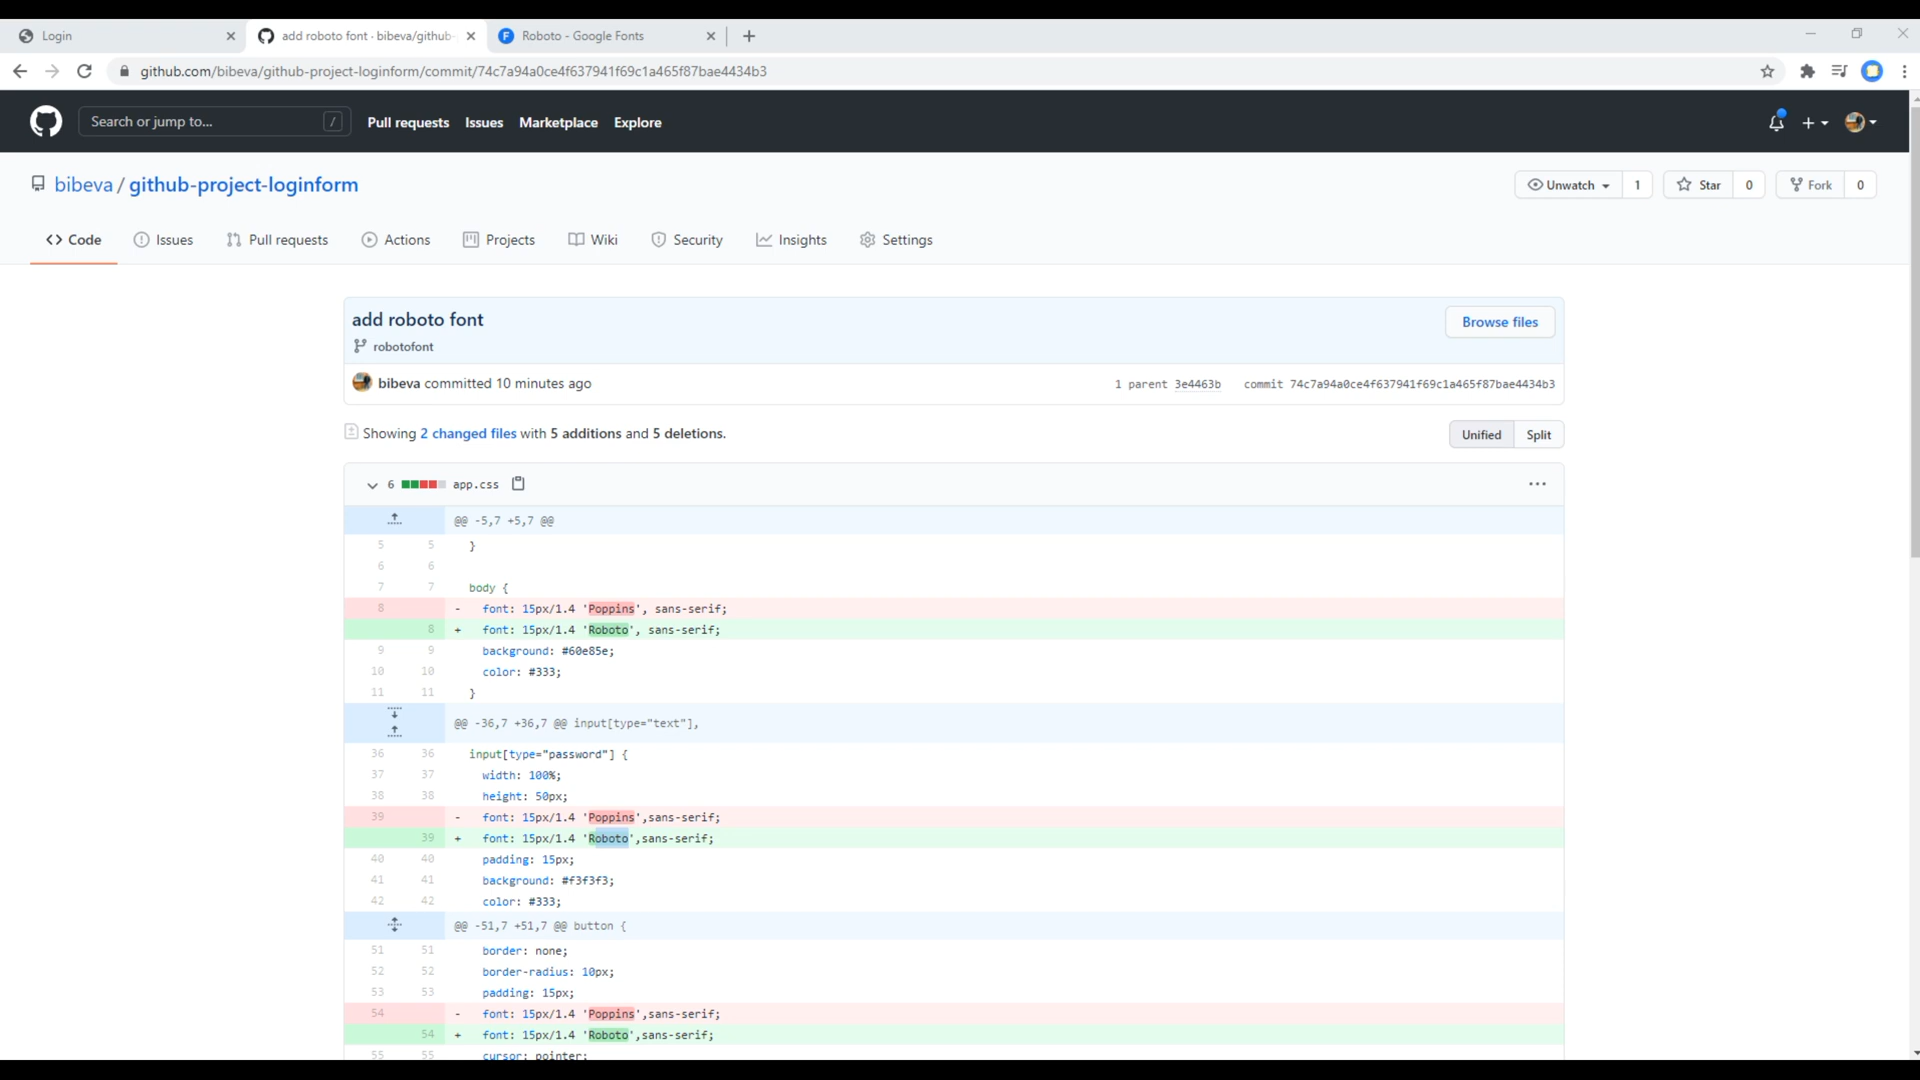 Login
add roboto font · bibeva/github-
Roboto - Google Fonts
github.com/bibeva/github-project-loginform/commit/74c7a94a0ce4f637941f69c1a465f87bae4434b3
Search or jump to...
/
Pull requests
Issues
Marketplace
Explore
bibeva / github-project-loginform
Unwatch
1
Star
0
Fork
0
Code
Issues
Pull requests
Actions
Projects
Wiki
Security
Insights
Settings
add roboto font
Browse files
robotofont
bibeva committed 10 minutes ago
1 parent 3e4463b commit 74c7a94a0ce4f637941f69c1a465f87bae4434b3
Showing 2 changed files with 5 additions and 5 deletions.
Unified
Split
6 app.css
@@ -5,7 +5,7 @@
5 5 }
6 6
7 7 body {
8 - font: 15px/1.4 'Poppins', sans-serif;
8 + font: 15px/1.4 'Roboto', sans-serif;
9 9 background: #60e85e;
10 10 color: #333;
11 11 }
@@ -36,7 +36,7 @@ input[type="text"],
36 36 input[type="password"] {
37 37 width: 100%;
38 38 height: 50px;
39 - font: 15px/1.4 'Poppins',sans-serif;
39 + font: 15px/1.4 'Roboto',sans-serif;
40 40 padding: 15px;
41 41 background: #f3f3f3;
42 42 color: #333;
@@ -51,7 +51,7 @@ button {
51 51 border: none;
52 52 border-radius: 10px;
53 53 padding: 15px;
54 - font: 15px/1.4 'Poppins',sans-serif;
54 + font: 15px/1.4 'Roboto',sans-serif;
55 55 cursor: pointer;